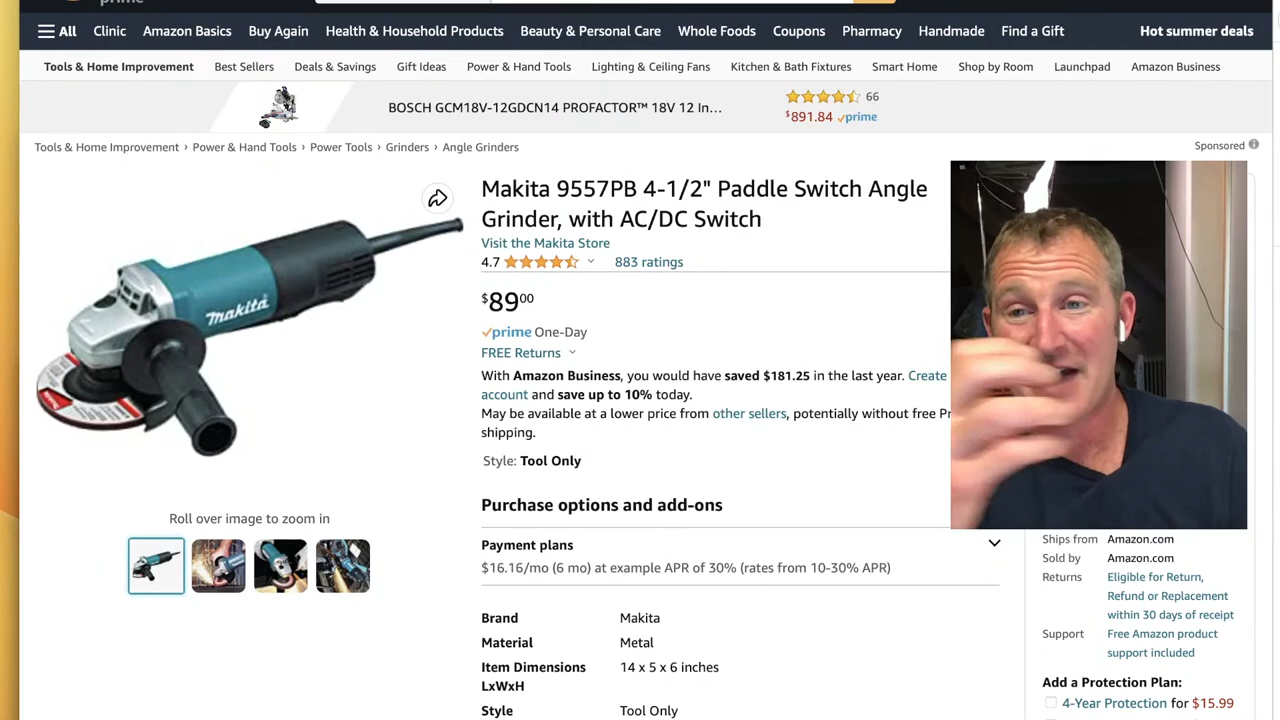 prime
All Clinic Amazon Basics Buy Again Health & Household Products Beauty & Personal Care Whole Foods Coupons Pharmacy Handmade Find a Gift Hot summer deals
Tools & Home Improvement Best Sellers Deals & Savings Gift Ideas Power & Hand Tools Lighting & Ceiling Fans Kitchen & Bath Fixtures Smart Home Shop by Room Launchpad Amazon Business
BOSCH GCM18V-12GDCN14 PROFACTOR™ 18V 12 In...
66
$891.84 prime
Tools & Home Improvement › Power & Hand Tools › Power Tools › Grinders › Angle Grinders
Sponsored
makita
Roll over image to zoom in
Makita 9557PB 4-1/2" Paddle Switch Angle
Grinder, with AC/DC Switch
Visit the Makita Store
4.7 883 ratings
$8900
prime One-Day
FREE Returns
With Amazon Business, you would have saved $181.25 in the last year. Create
account and save up to 10% today.
May be available at a lower price from other sellers, potentially without free Pr
shipping.
Style: Tool Only
Purchase options and add-ons
Payment plans
$16.16/mo (6 mo) at example APR of 30% (rates from 10-30% APR)
Brand Makita
Material Metal
Item Dimensions 14 x 5 x 6 inches
LxWxH
Style Tool Only
Ships from Amazon.com
Sold by Amazon.com
Returns Eligible for Return,
Refund or Replacement
within 30 days of receipt
Support Free Amazon product
support included
Add a Protection Plan:
4-Year Protection for $15.99